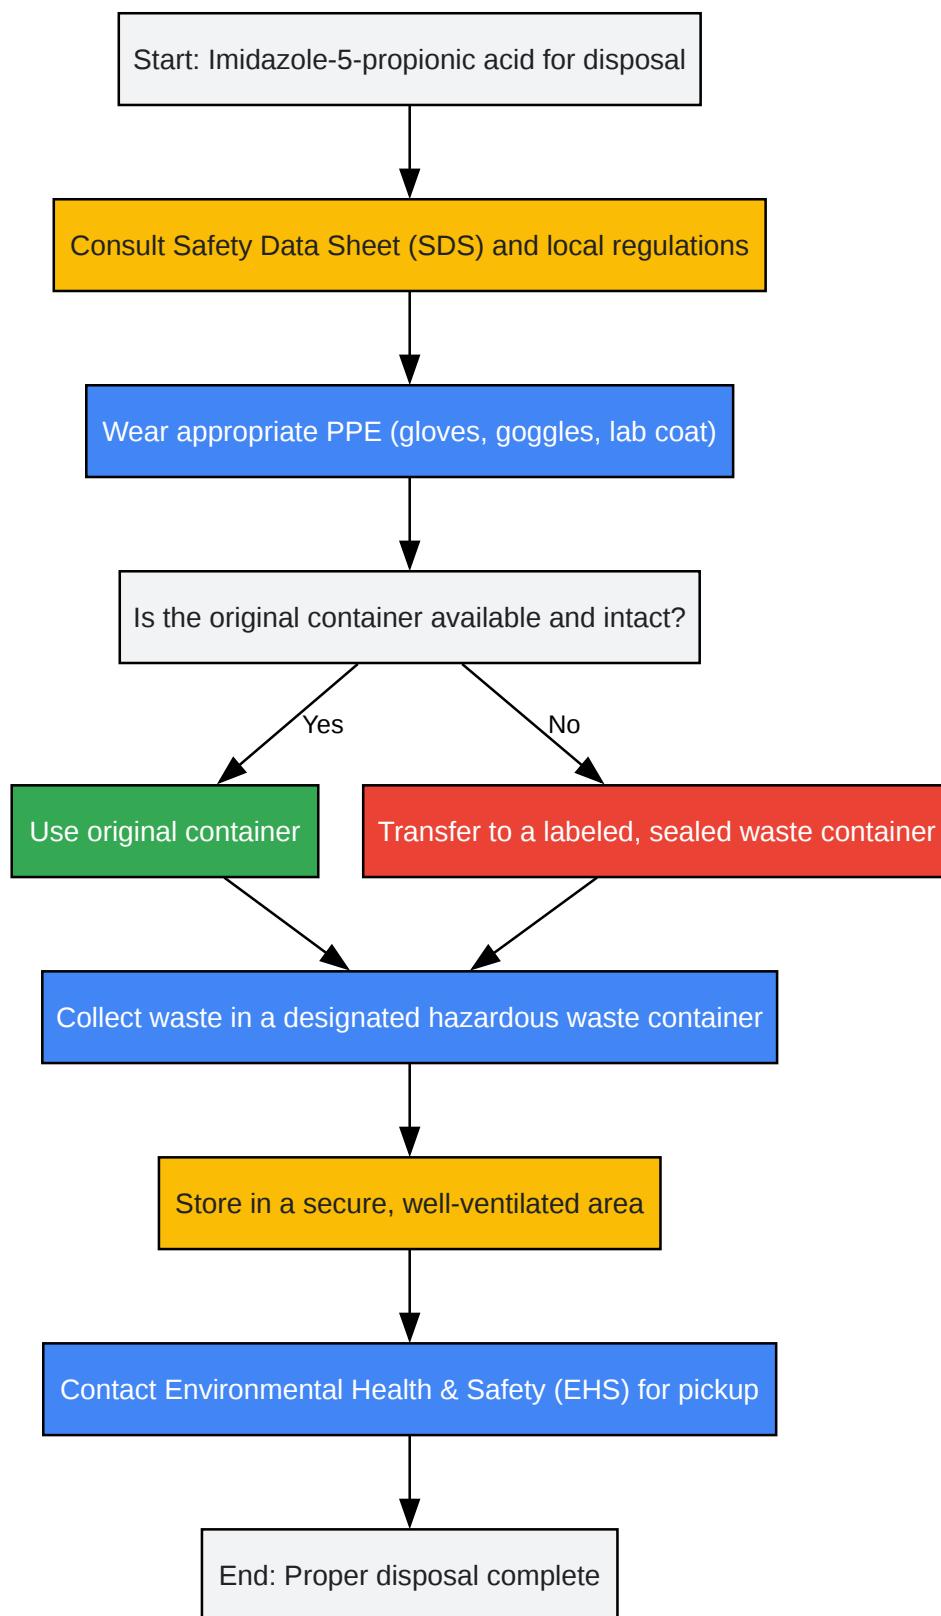 Start: Imidazole-5-propionic acid for disposal
Consult Safety Data Sheet (SDS) and local regulations
Wear appropriate PPE (gloves, goggles, lab coat)
Is the original container available and intact?
Yes
No
Use original container
Transfer to a labeled, sealed waste container
Collect waste in a designated hazardous waste container
Store in a secure, well-ventilated area
Contact Environmental Health & Safety (EHS) for pickup
End: Proper disposal complete